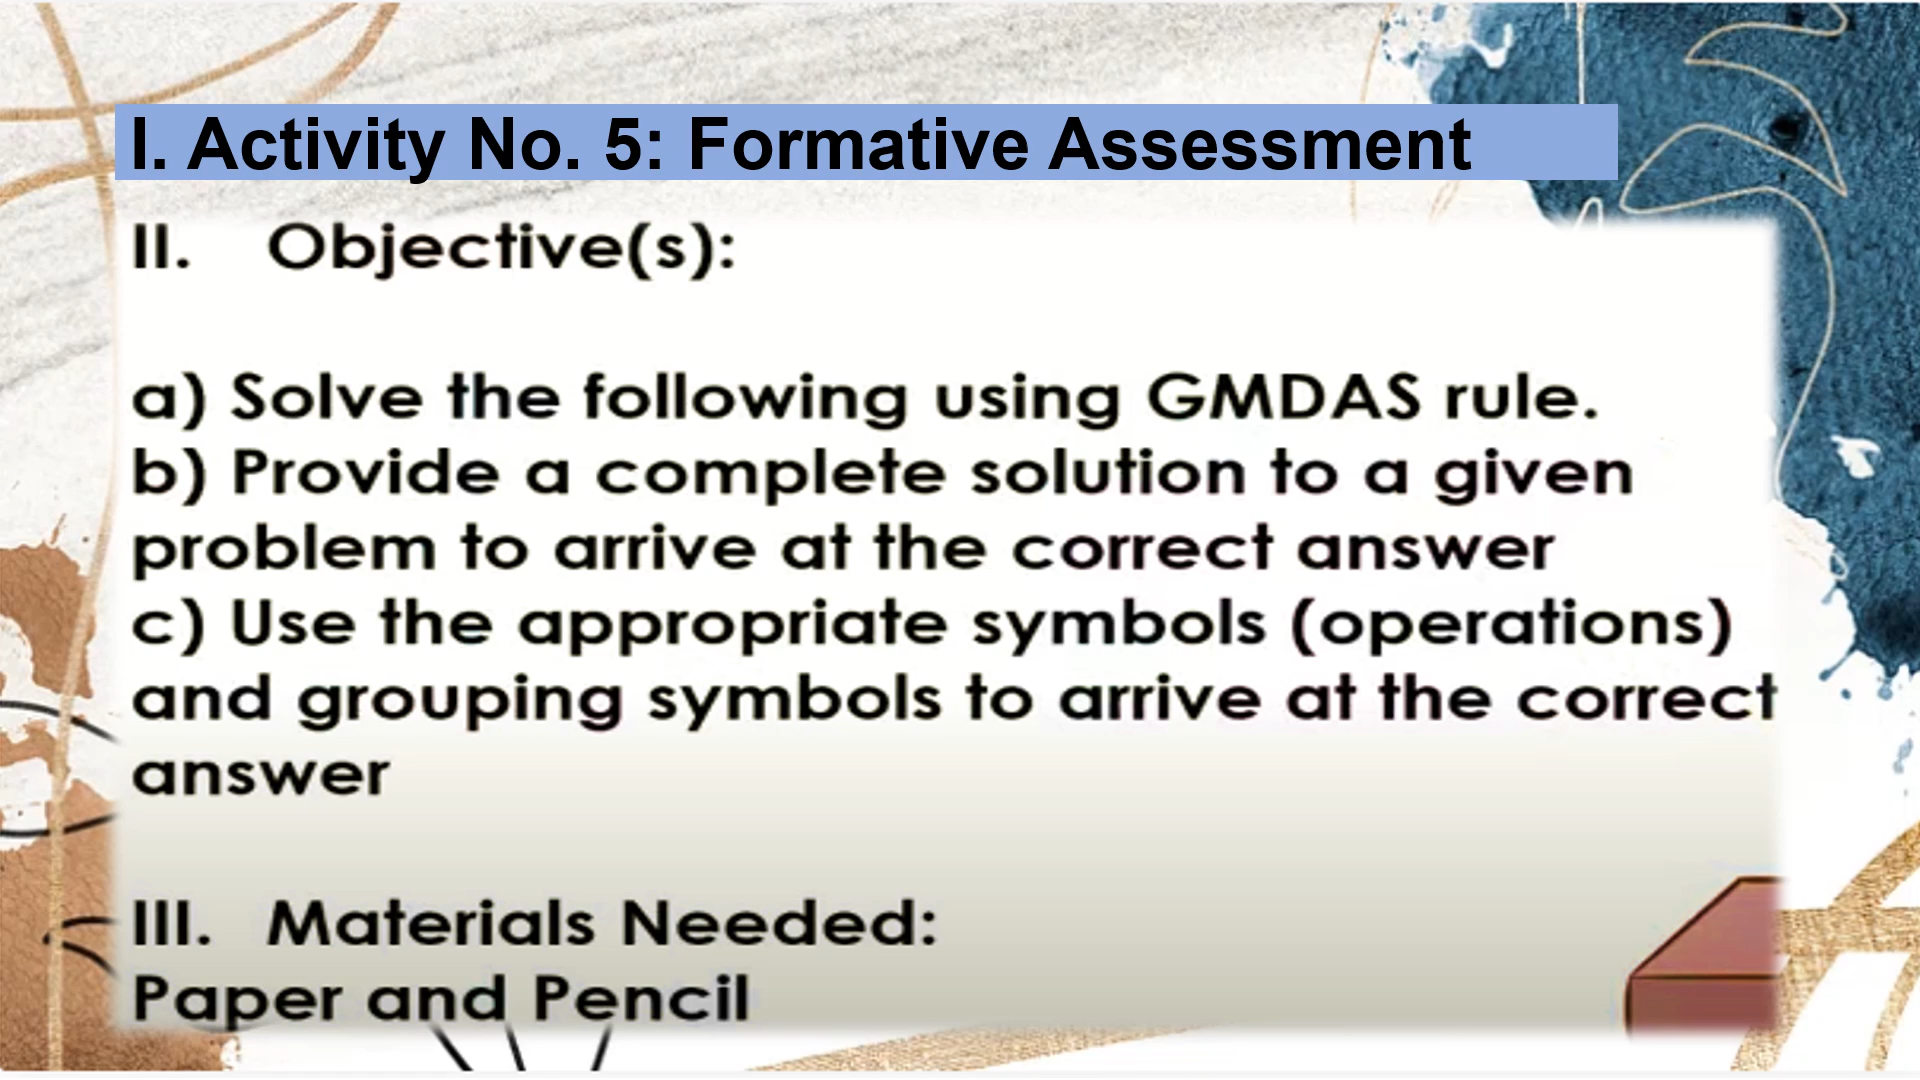 I. Activity No. 5: Formative Assessment
II. Objective(s):
a) Solve the following using GMDAS rule.
b) Provide a complete solution to a given
problem to arrive at the correct answer
c) Use the appropriate symbols (operations)
and grouping symbols to arrive at the correct
answer
III. Materials Needed:
Paper and Pencil